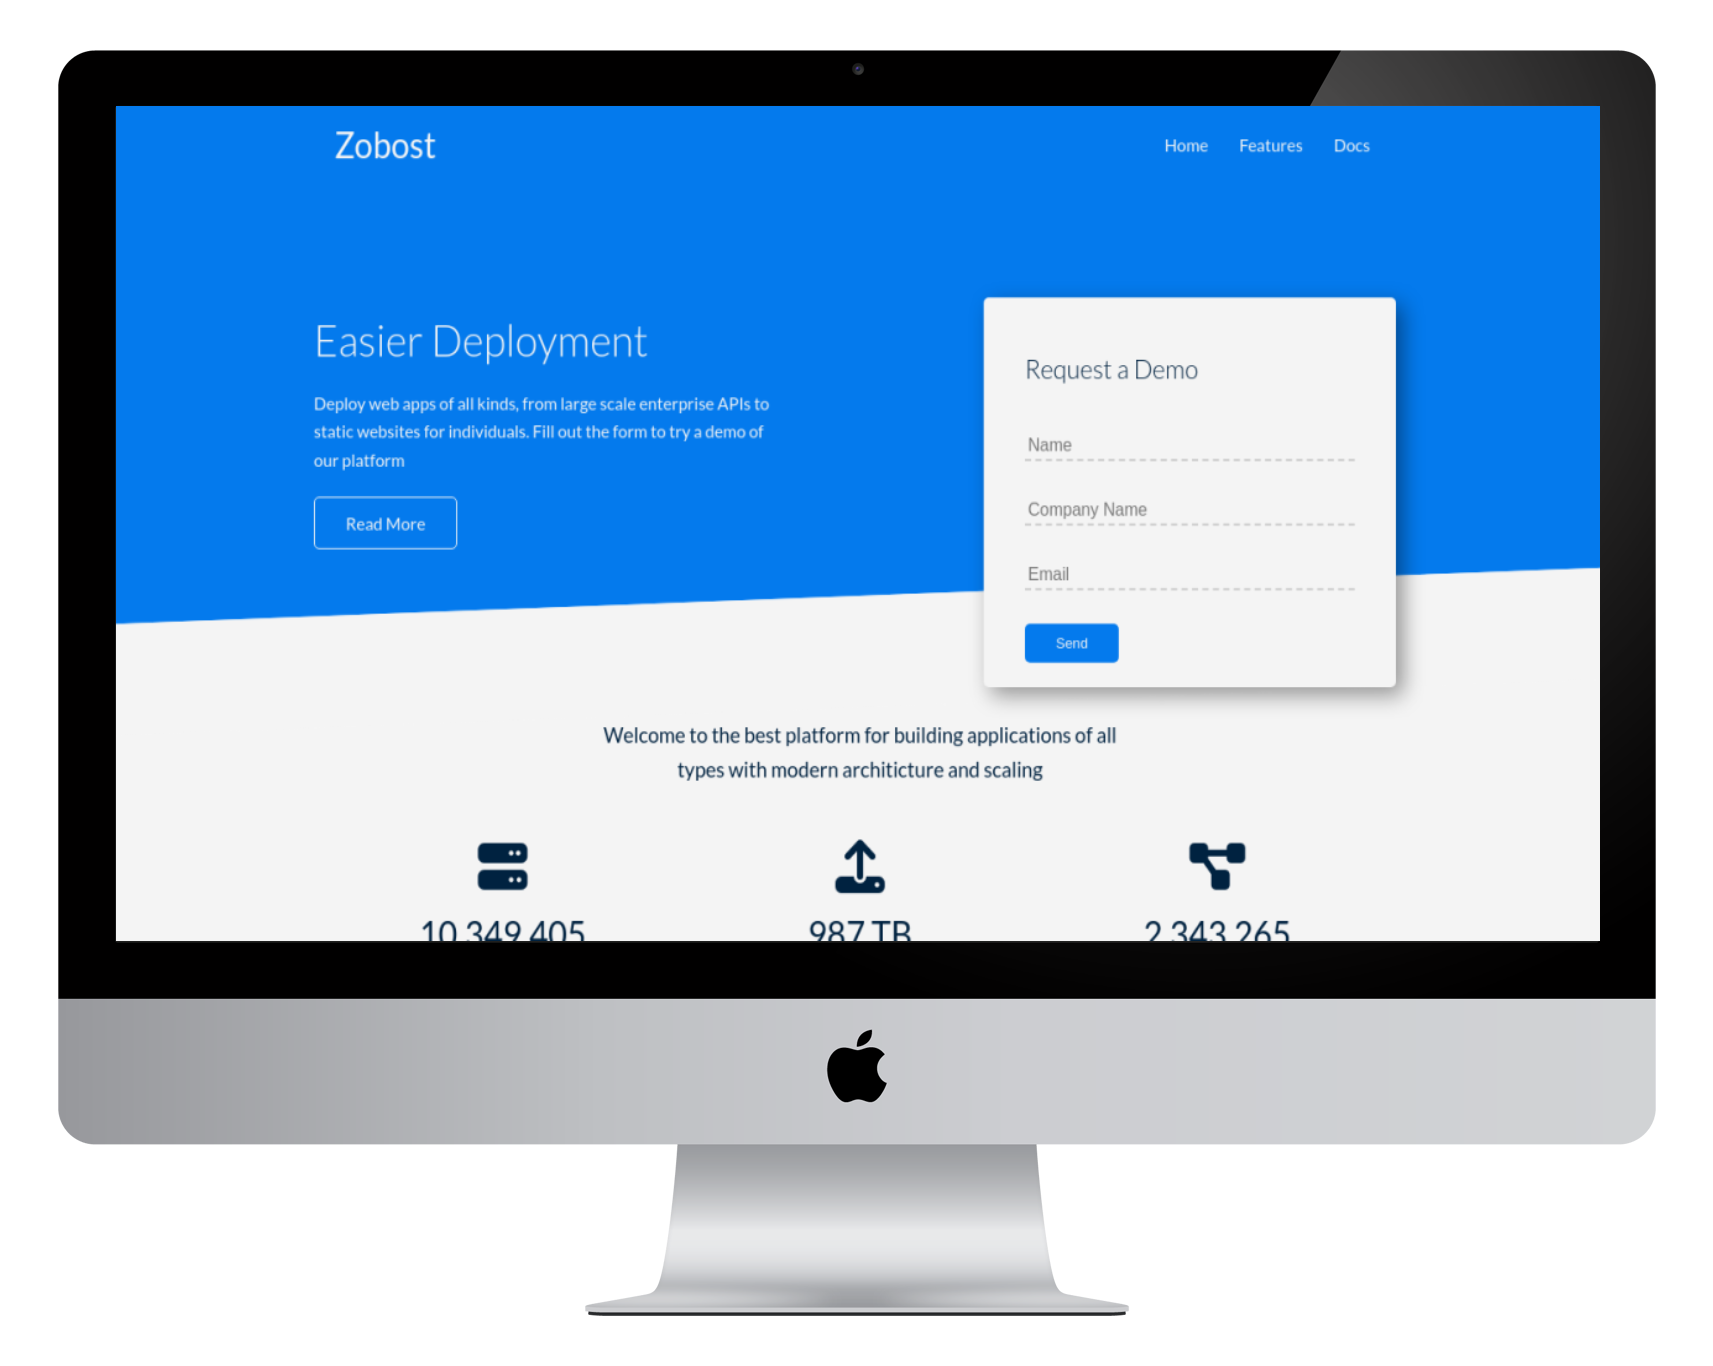 Zobost
Home Features Docs
Easier Deployment
Deploy web apps of all kinds, from large scale enterprise APIs to
static websites for individuals. Fill out the form to try a demo of
our platform
Read More
Request a Demo
Name
Company Name
Email
Send
Welcome to the best platform for building applications of all
types with modern architicture and scaling
10,349,405 987 TB 2,343,265